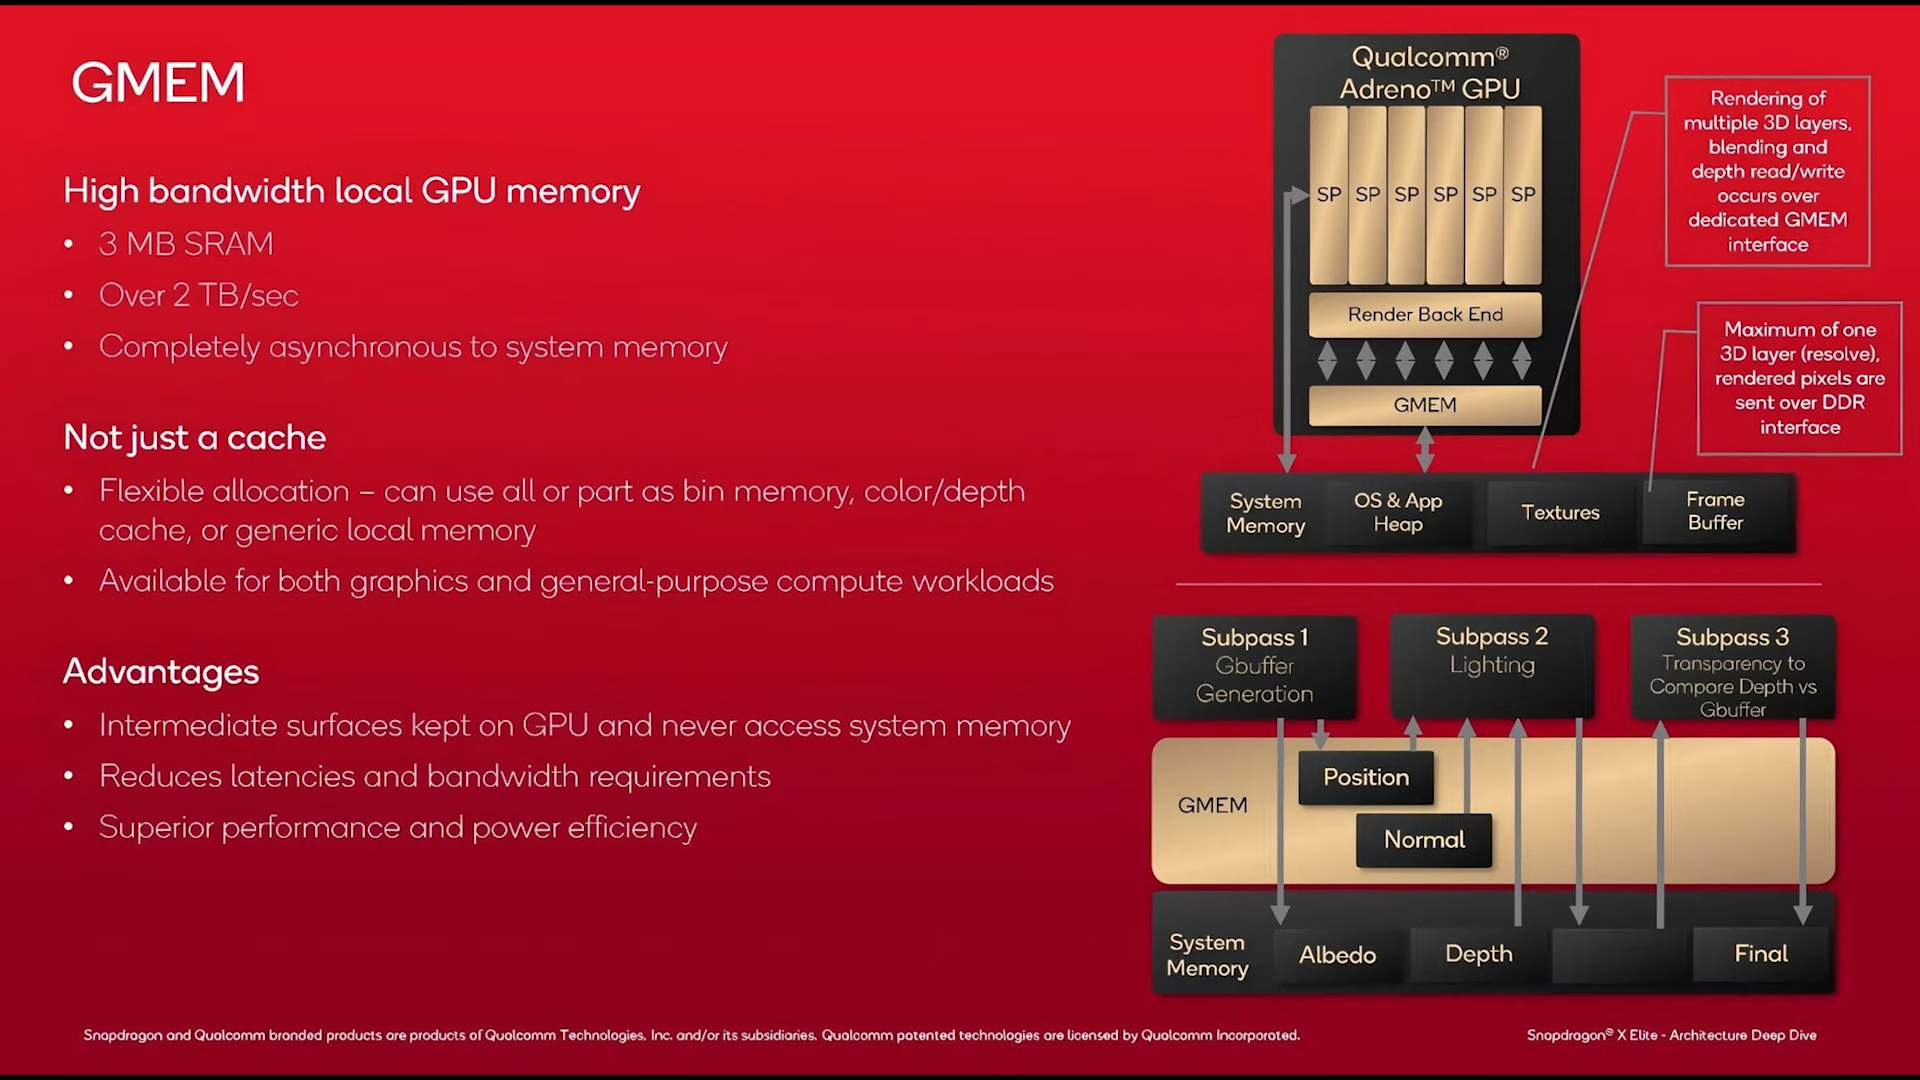 GMEM
High bandwidth local GPU memory
• 3 MB SRAM
• Over 2 TB/sec
• Completely asynchronous to system memory
Not just a cache
• Flexible allocation – can use all or part as bin memory, color/depth
cache, or generic local memory
• Available for both graphics and general-purpose compute workloads
Advantages
• Intermediate surfaces kept on GPU and never access system memory
• Reduces latencies and bandwidth requirements
• Superior performance and power efficiency
Qualcomm®
Adreno™ GPU
SP SP SP SP SP SP
Render Back End
GMEM
System
Memory
OS & App
Heap
Textures
Frame
Buffer
Rendering of
multiple 3D layers,
blending and
depth read/write
occurs over
dedicated GMEM
interface
Maximum of one
3D layer (resolve),
rendered pixels are
sent over DDR
interface
Subpass 1
Gbuffer
Generation
Subpass 2
Lighting
Subpass 3
Transparency to
Compare Depth vs
Gbuffer
GMEM
Position
Normal
System
Memory
Albedo
Depth
Final
Snapdragon and Qualcomm branded products are products of Qualcomm Technologies, Inc. and/or its subsidiaries. Qualcomm patented technologies are licensed by Qualcomm Incorporated.
Snapdragon® X Elite - Architecture Deep Dive